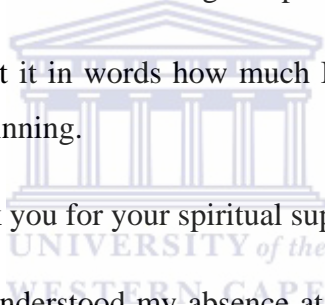 t it in words how much I
nning.
you for your spiritual sup
UNIVERSITY of the
nderstood my absence at
WESTERN CAPE